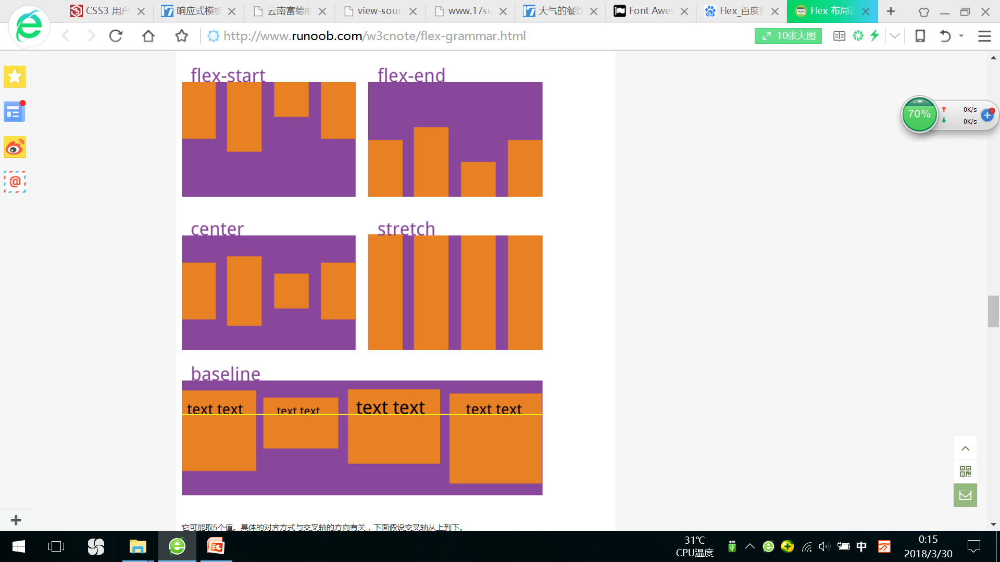 CSS3 用户
响应式模板
云南富德丽
view-sour
www.17su
大气的餐饮
Font Awes
Flex_百度搜
Flex 布局语
http://www.runoob.com/w3cnote/flex-grammar.html
10张大图
flex-start
flex-end
70%
0K/s
0K/s
center
stretch
baseline
text text
text text
text text
text text
它可能取5个值。具体的对齐方式与交叉轴的方向有关，下面假设交叉轴从上到下。
31℃
CPU温度
中
0:15
2018/3/30